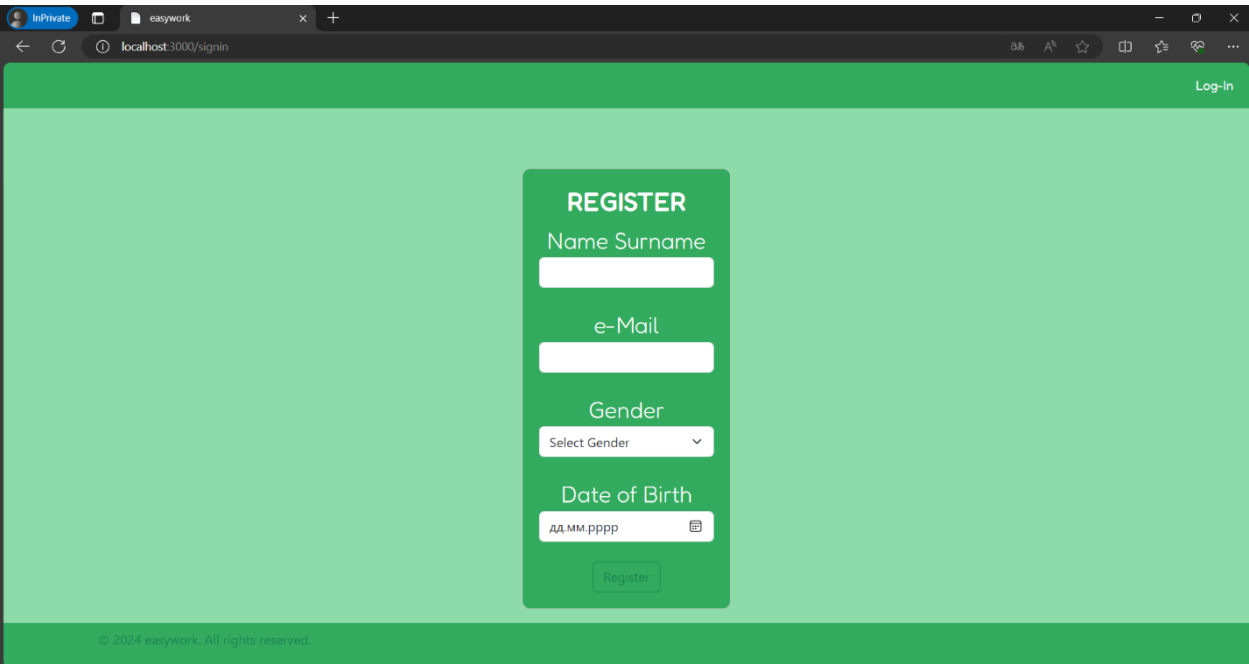 InPrivate
easywork
localhost:3000/signin
Log-In
REGISTER
Name Surname
e-Mail
Gender
Select Gender
Date of Birth
дд.мм.рррр
Register
© 2024 easywork. All rights reserved.